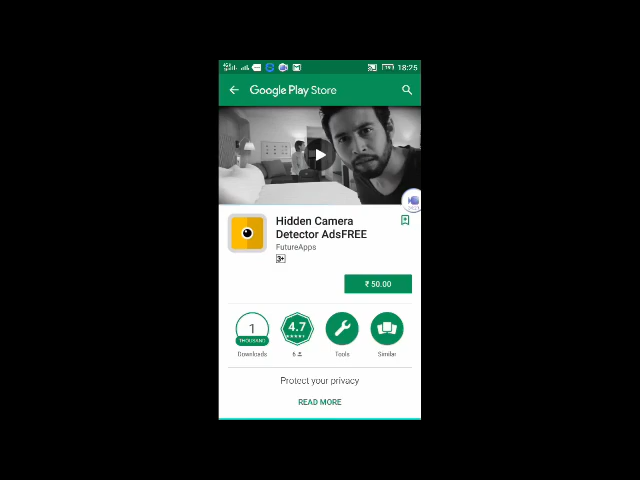 18:25
Google Play Store
Hidden Camera
Detector AdsFREE
FutureApps
3+
₹ 50.00
1
THOUSAND
4.7
Downloads
6
Tools
Similar
Protect your privacy
READ MORE